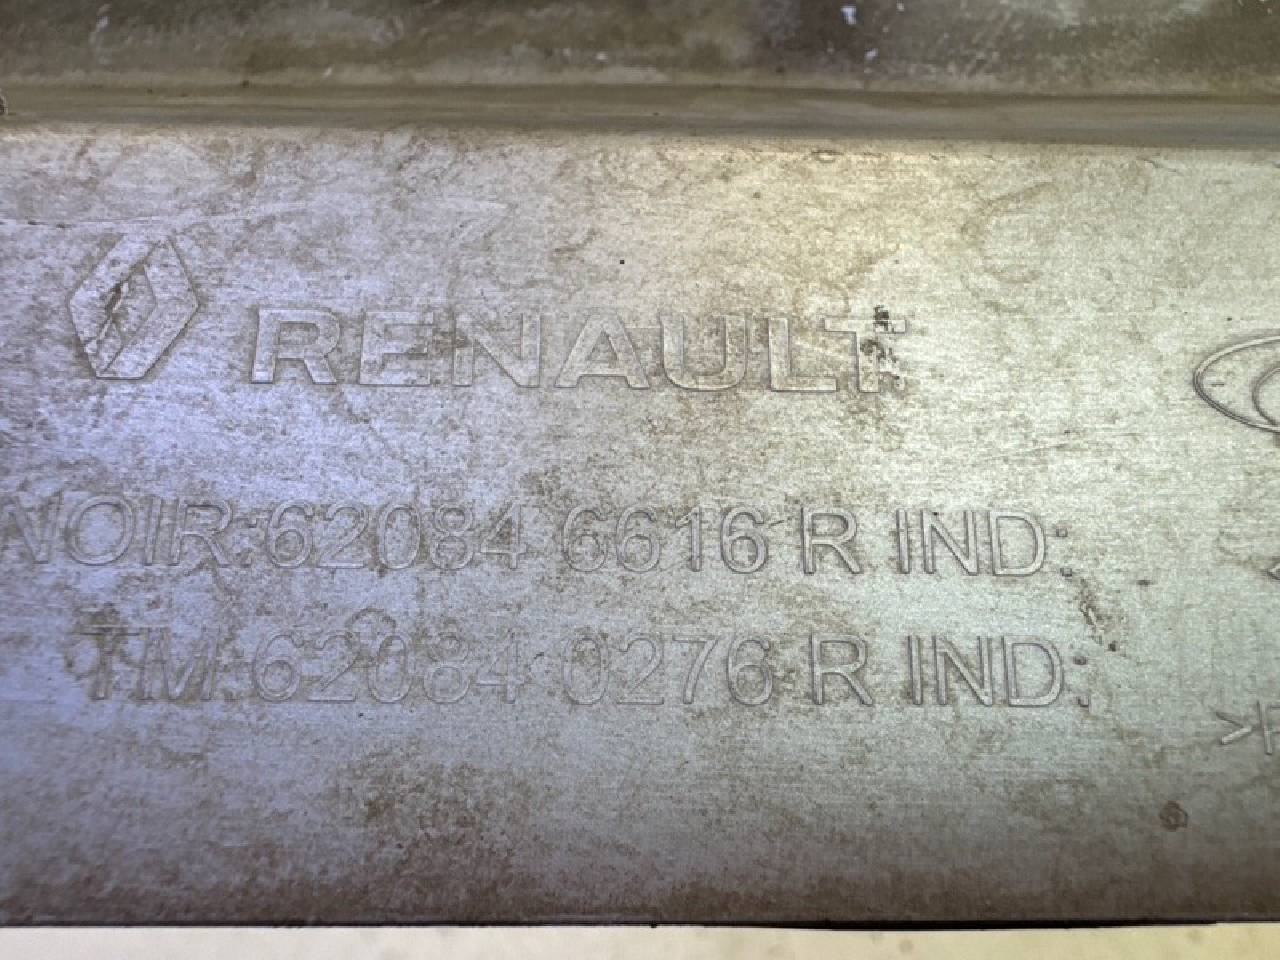 RENAULT
NOIR:62084 6616 R IND:
TM:62084 0276 R IND: